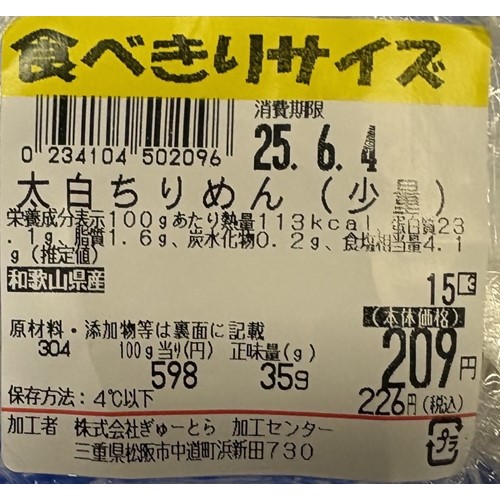 食べきりサイズ
消費期限
25.6.4
0 234104 502096
太白ちりめん(少量)
栄養成分表示100gあたり熱量113kcal、蛋白質23
.1g、脂質1.6g、炭水化物0.2g、食塩相当量4.1
g(推定値)
和歌山県産
15
(本体価格)
原材料・添加物等は裏面に記載
304 100g当り(円) 正味量(g)
209円
598 35g
226円(税込)
保存方法:4℃以下
加工者 株式会社ぎゅーとら 加工センター
三重県松阪市中道町浜新田730
プラ